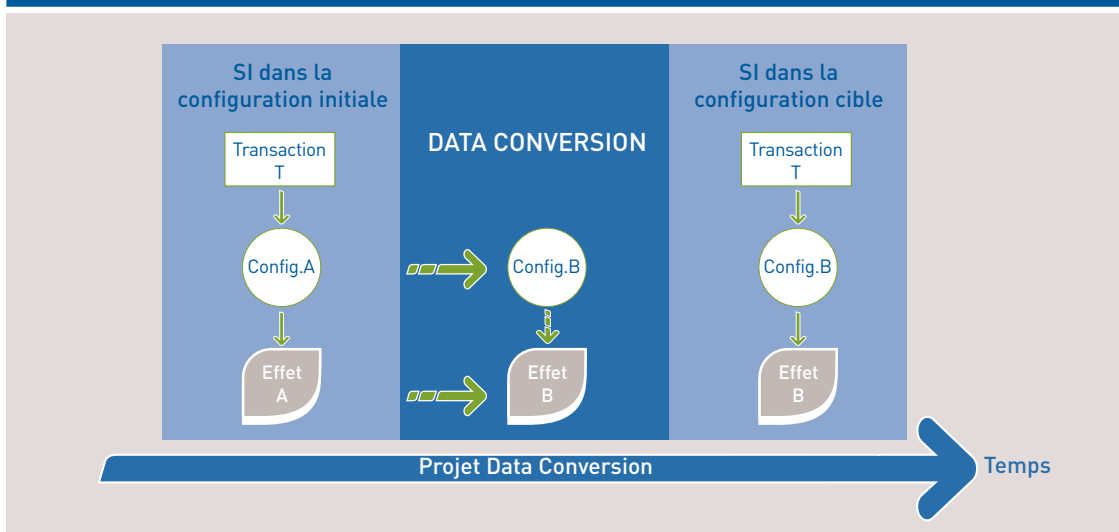 SI dans la
configuration initiale
Transaction
T
Config.A
Effet
A
DATA CONVERSION
Config.B
Effet
B
SI dans la
configuration cible
Transaction
T
Config.B
Effet
B
Projet Data Conversion
Temps